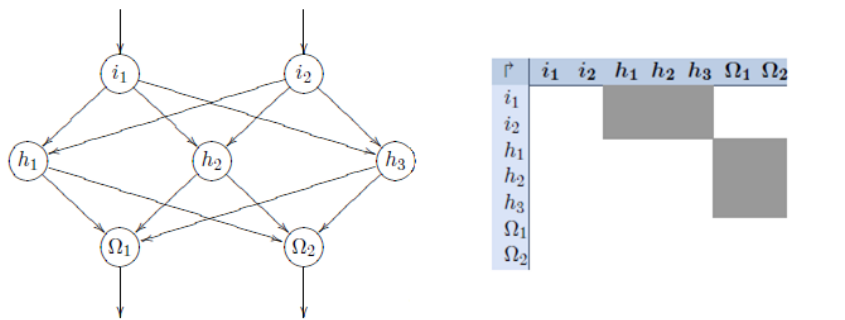 i₁ i₂
h₁ h₂ h₃
Ω₁ Ω₂
↱ i₁ i₂ h₁ h₂ h₃ Ω₁ Ω₂
i₁
i₂
h₁
h₂
h₃
Ω₁
Ω₂